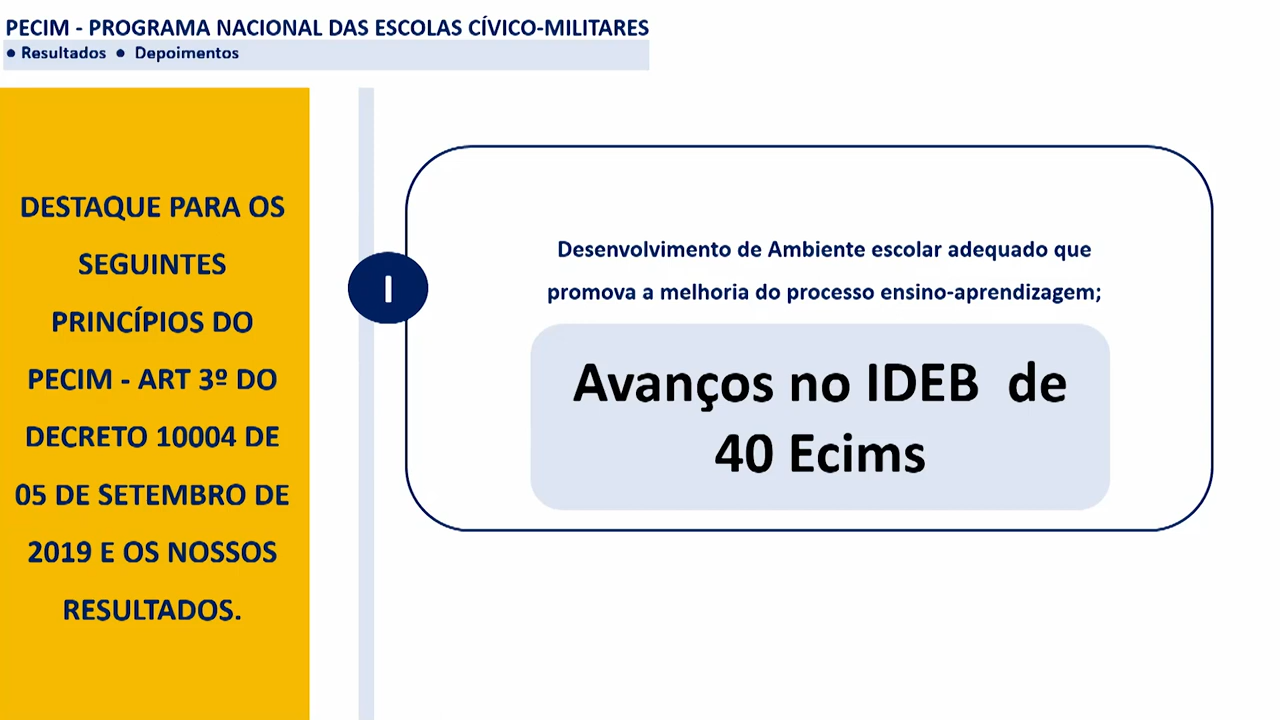 PECIM - PROGRAMA NACIONAL DAS ESCOLAS CÍVICO-MILITARES
● Resultados ● Depoimentos
DESTAQUE PARA OS
SEGUINTES
PRINCÍPIOS DO
PECIM - ART 3º DO
DECRETO 10004 DE
05 DE SETEMBRO DE
2019 E OS NOSSOS
RESULTADOS.
I
Desenvolvimento de Ambiente escolar adequado que
promova a melhoria do processo ensino-aprendizagem;
Avanços no IDEB de
40 Ecims